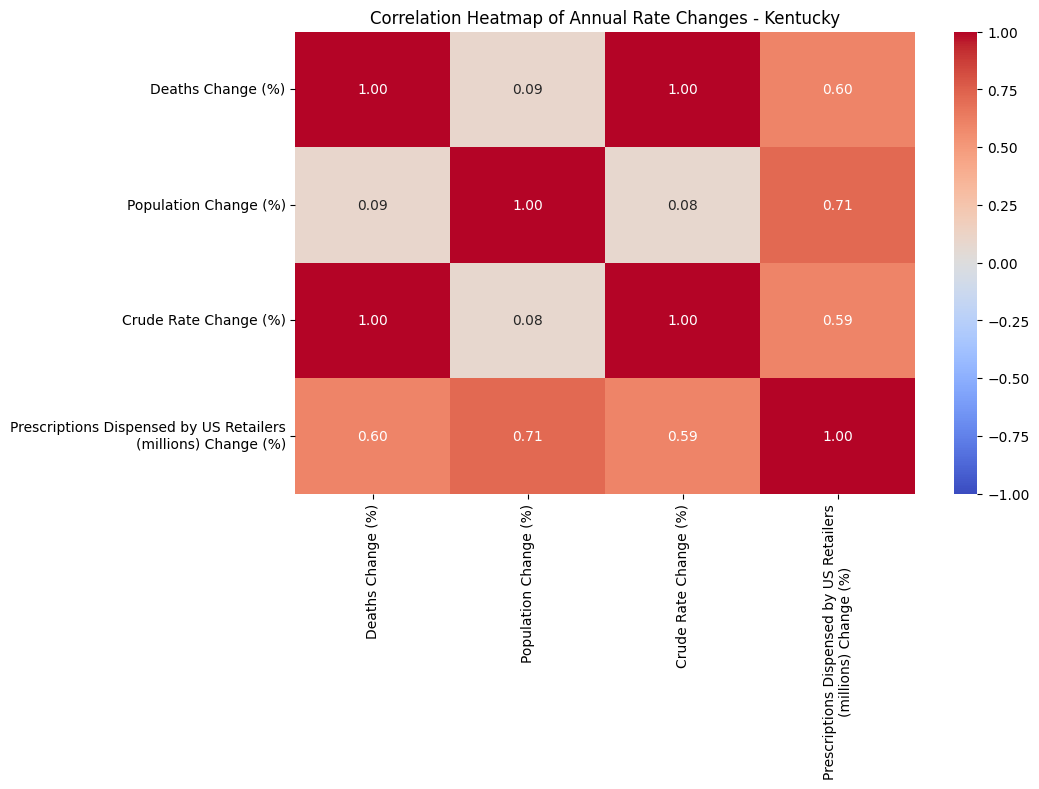 Correlation Heatmap of Annual Rate Changes - Kentucky
Deaths Change (%)
1.00
0.09
1.00
0.60
Population Change (%)
0.09
1.00
0.08
0.71
Crude Rate Change (%)
1.00
0.08
1.00
0.59
Prescriptions Dispensed by US Retailers
(millions) Change (%)
0.60
0.71
0.59
1.00
Deaths Change (%)
Population Change (%)
Crude Rate Change (%)
Prescriptions Dispensed by US Retailers
(millions) Change (%)
1.00
0.75
0.50
0.25
0.00
−0.25
−0.50
−0.75
−1.00